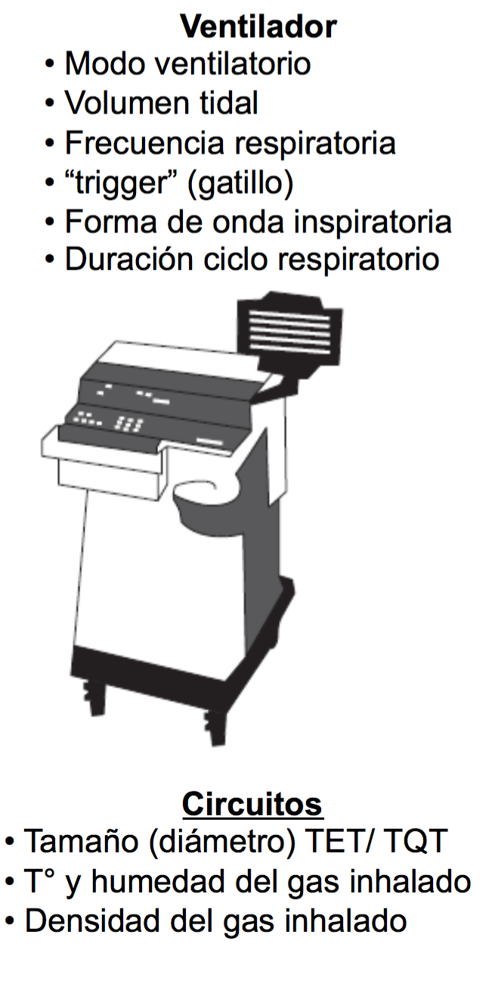 Ventilador
• Modo ventilatorio
• Volumen tidal
• Frecuencia respiratoria
• “trigger” (gatillo)
• Forma de onda inspiratoria
• Duración ciclo respiratorio
Circuitos
• Tamaño (diámetro) TET/ TQT
• T° y humedad del gas inhalado
• Densidad del gas inhalado